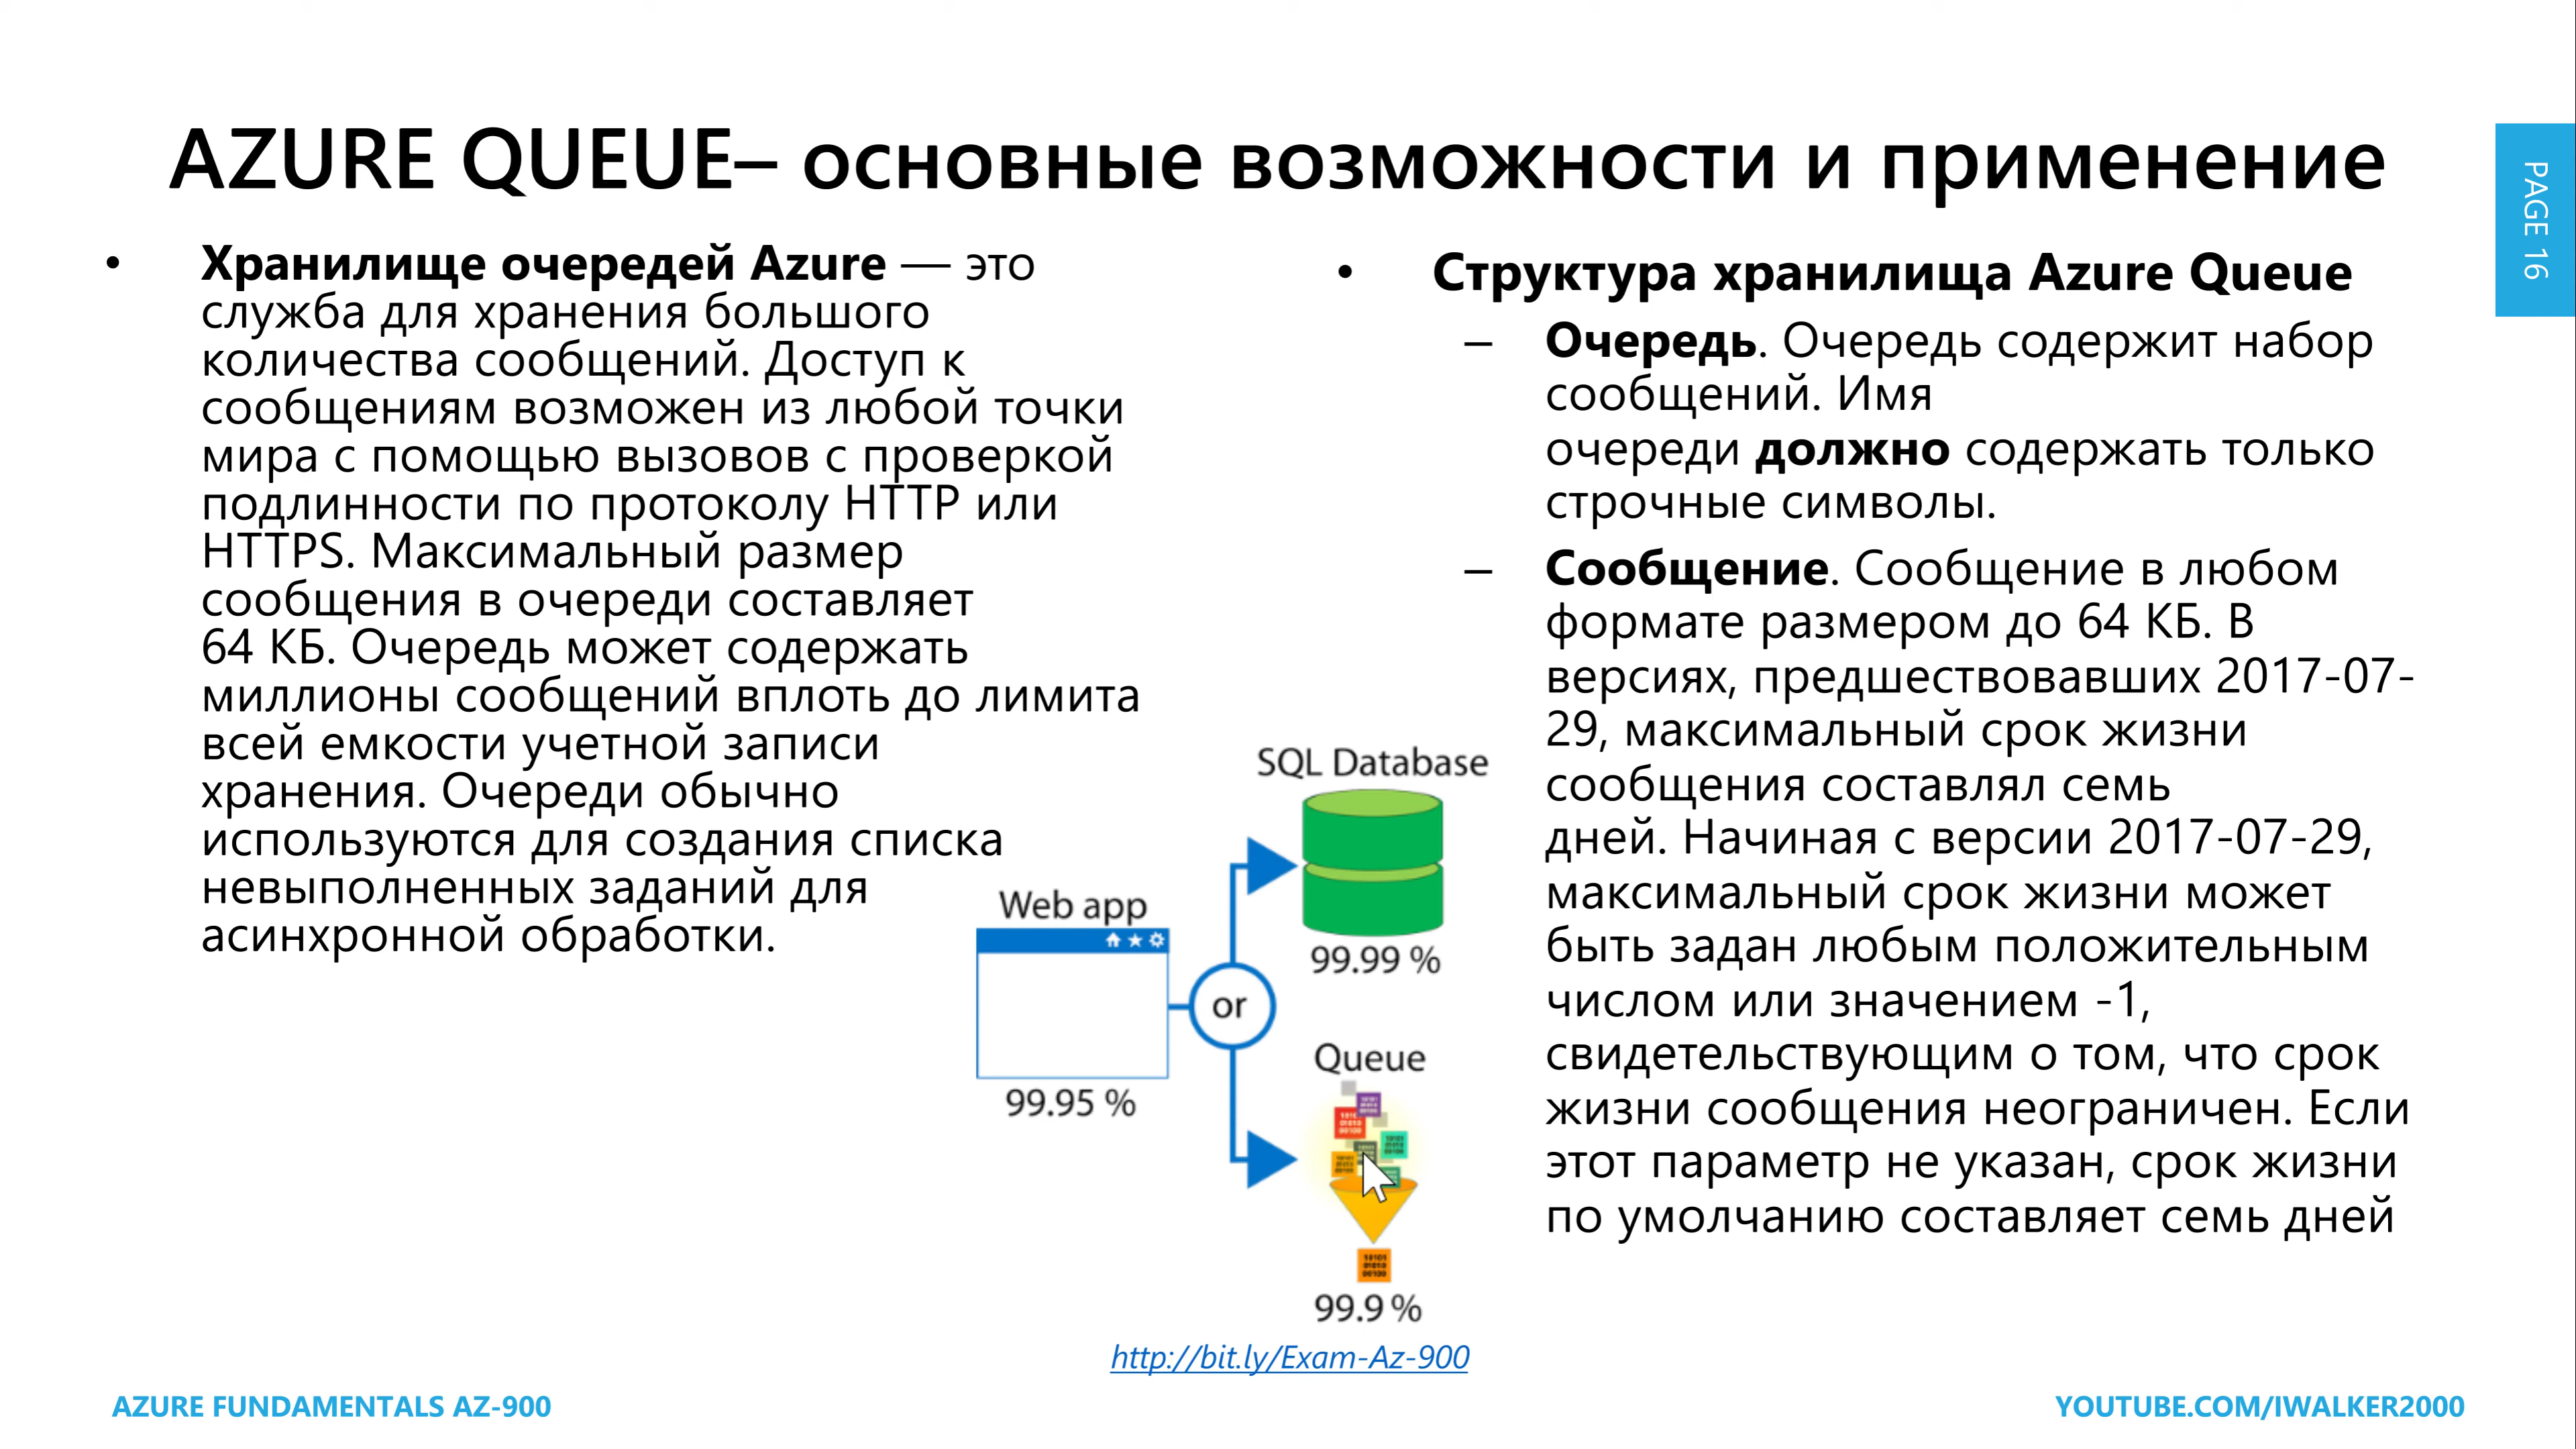 AZURE QUEUE– основные возможности и применение
PAGE 16
• Хранилище очередей Azure — это
служба для хранения большого
количества сообщений. Доступ к
сообщениям возможен из любой точки
мира с помощью вызовов с проверкой
подлинности по протоколу HTTP или
HTTPS. Максимальный размер
сообщения в очереди составляет
64 КБ. Очередь может содержать
миллионы сообщений вплоть до лимита
всей емкости учетной записи
хранения. Очереди обычно
используются для создания списка
невыполненных заданий для
асинхронной обработки.
• Структура хранилища Azure Queue
– Очередь. Очередь содержит набор
сообщений. Имя
очереди должно содержать только
строчные символы.
– Сообщение. Сообщение в любом
формате размером до 64 КБ. В
версиях, предшествовавших 2017-07-
29, максимальный срок жизни
сообщения составлял семь
дней. Начиная с версии 2017-07-29,
максимальный срок жизни может
быть задан любым положительным
числом или значением -1,
свидетельствующим о том, что срок
жизни сообщения неограничен. Если
этот параметр не указан, срок жизни
по умолчанию составляет семь дней
SQL Database
99.99 %
Web app
99.95 %
or
Queue
99.9 %
http://bit.ly/Exam-Az-900
AZURE FUNDAMENTALS AZ-900
YOUTUBE.COM/IWALKER2000